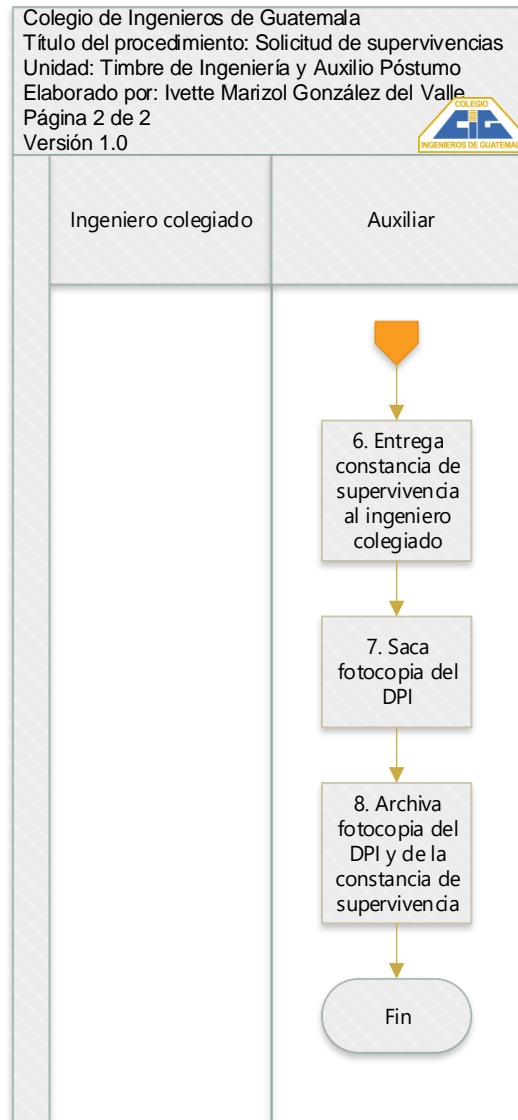 Colegio de Ingenieros de Guatemala
Título del procedimiento: Solicitud de supervivencias
Unidad: Timbre de Ingeniería y Auxilio Póstumo
Elaborado por: Ivette Marizol González del Valle
Página 2 de 2
Versión 1.0
COLEGIO
CIG
INGENIEROS DE GUATEMALA
Ingeniero colegiado
Auxiliar
6. Entrega
constancia de
supervivencia
al ingeniero
colegiado
7. Saca
fotocopia del
DPI
8. Archiva
fotocopia del
DPI y de la
constancia de
supervivencia
Fin